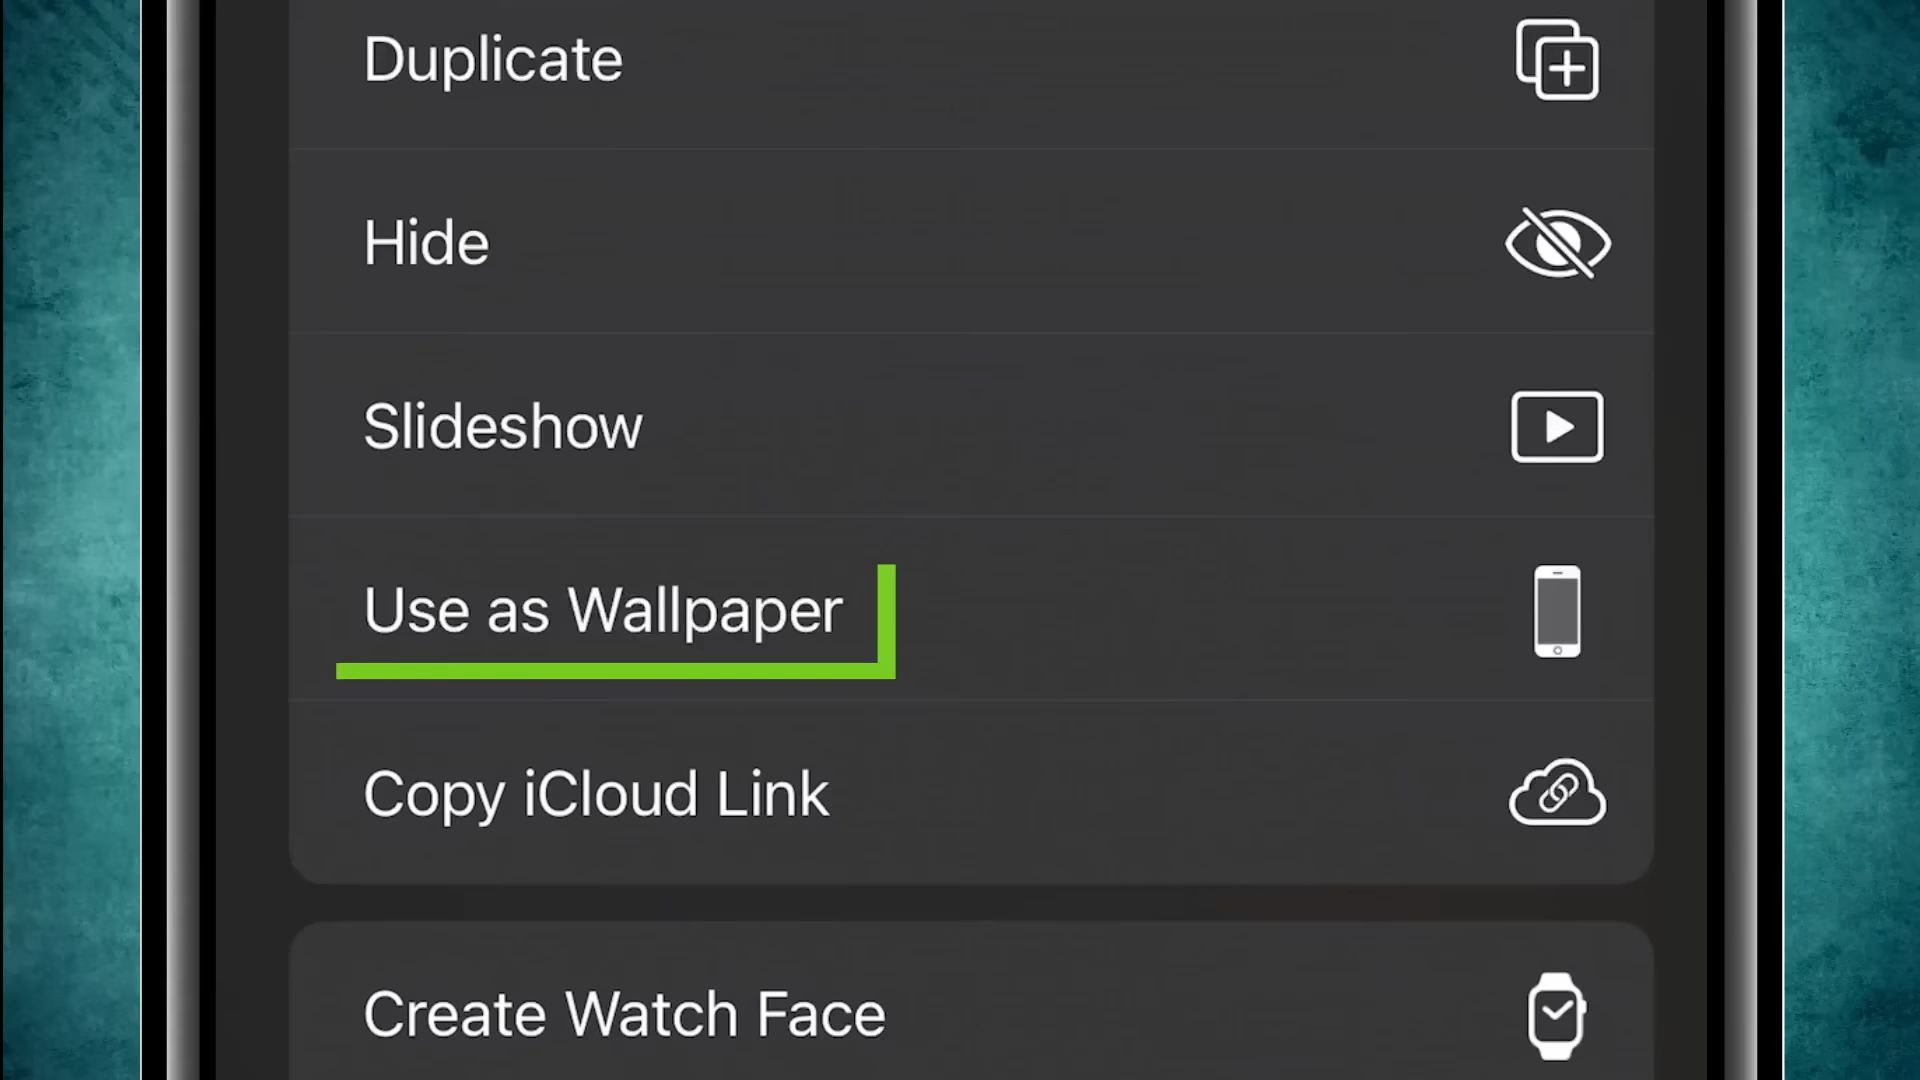 Duplicate
Hide
Slideshow
Use as Wallpaper
Copy iCloud Link
Create Watch Face